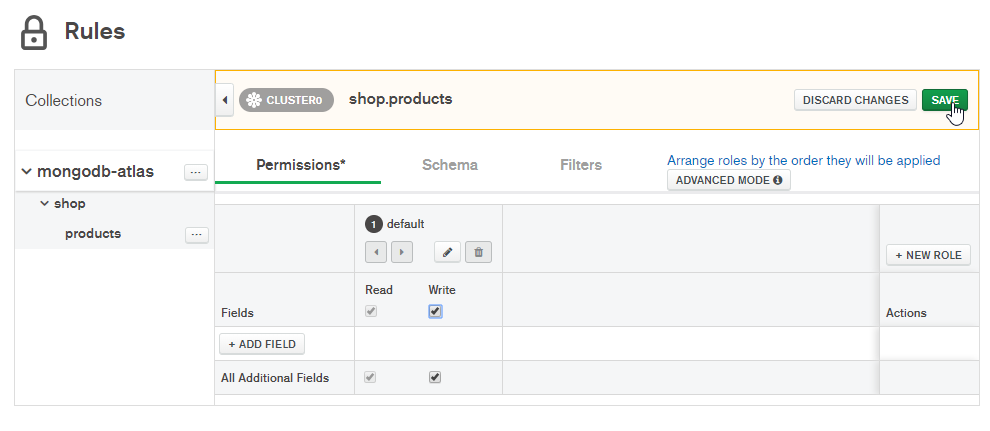 Rules
Collections
CLUSTER0
shop.products
DISCARD CHANGES
SAVE
mongodb-atlas
...
shop
products
...
Permissions*
Schema
Filters
Arrange roles by the order they will be applied
ADVANCED MODE
1 default
+ NEW ROLE
Read Write
Fields
Actions
+ ADD FIELD
All Additional Fields